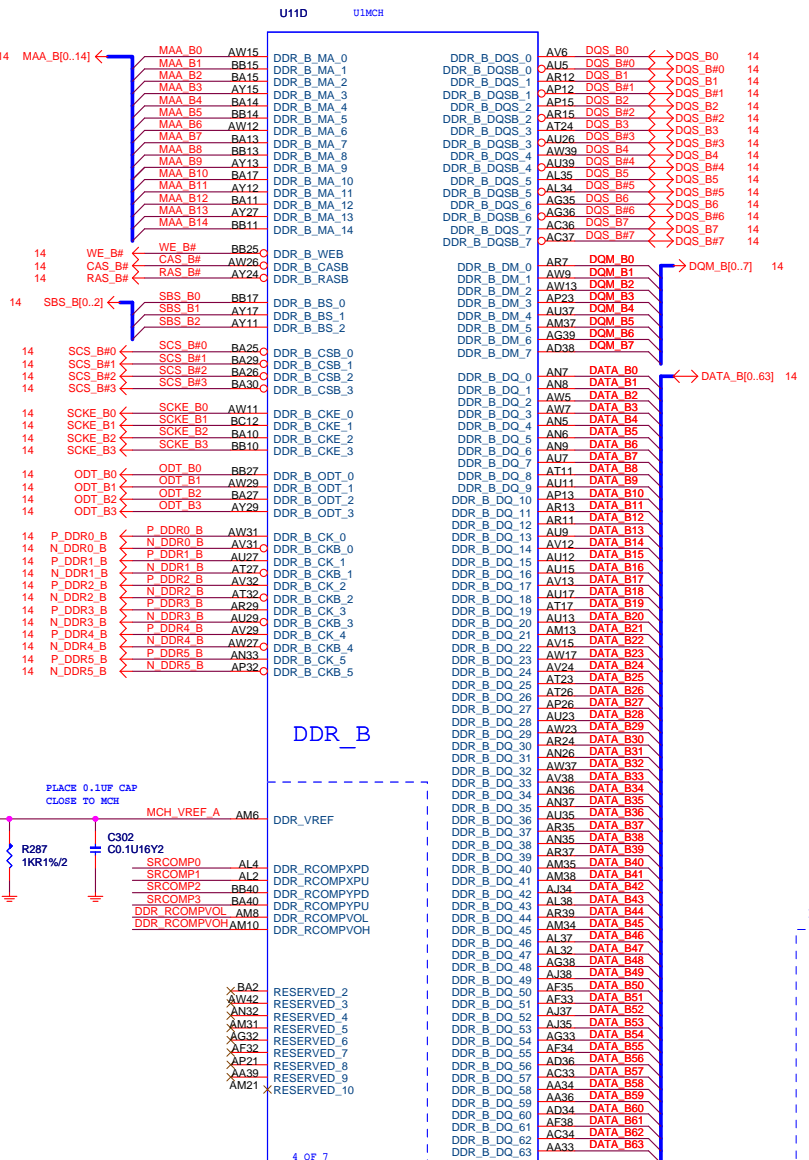 U11D U1MCH
14 MAA_B[0..14]
MAA_B0 AW15 DDR_B_MA_0
MAA_B1 BB15 DDR_B_MA_1
MAA_B2 BA15 DDR_B_MA_2
MAA_B3 AY15 DDR_B_MA_3
MAA_B4 BA14 DDR_B_MA_4
MAA_B5 BB14 DDR_B_MA_5
MAA_B6 AW12 DDR_B_MA_6
MAA_B7 BA13 DDR_B_MA_7
MAA_B8 BB13 DDR_B_MA_8
MAA_B9 AY13 DDR_B_MA_9
MAA_B10 BA17 DDR_B_MA_10
MAA_B11 AY12 DDR_B_MA_11
MAA_B12 BA11 DDR_B_MA_12
MAA_B13 AY27 DDR_B_MA_13
MAA_B14 BB11 DDR_B_MA_14
14 WE_B# WE_B# BB25 DDR_B_WEB
14 CAS_B# CAS_B# AW26 DDR_B_CASB
14 RAS_B# RAS_B# AY24 DDR_B_RASB
14 SBS_B[0..2]
SBS_B0 BB17 DDR_B_BS_0
SBS_B1 AY17 DDR_B_BS_1
SBS_B2 AY11 DDR_B_BS_2
14 SCS_B#0 SCS_B#0 BA25 DDR_B_CSB_0
14 SCS_B#1 SCS_B#1 BA29 DDR_B_CSB_1
14 SCS_B#2 SCS_B#2 BA26 DDR_B_CSB_2
14 SCS_B#3 SCS_B#3 BA30 DDR_B_CSB_3
14 SCKE_B0 SCKE_B0 AW11 DDR_B_CKE_0
14 SCKE_B1 SCKE_B1 BC12 DDR_B_CKE_1
14 SCKE_B2 SCKE_B2 BA10 DDR_B_CKE_2
14 SCKE_B3 SCKE_B3 BB10 DDR_B_CKE_3
14 ODT_B0 ODT_B0 BB27 DDR_B_ODT_0
14 ODT_B1 ODT_B1 AW29 DDR_B_ODT_1
14 ODT_B2 ODT_B2 BA27 DDR_B_ODT_2
14 ODT_B3 ODT_B3 AY29 DDR_B_ODT_3
14 P_DDR0_B P_DDR0_B AW31 DDR_B_CK_0
14 N_DDR0_B N_DDR0_B AV31 DDR_B_CKB_0
14 P_DDR1_B P_DDR1_B AU27 DDR_B_CK_1
14 N_DDR1_B N_DDR1_B AT27 DDR_B_CKB_1
14 P_DDR2_B P_DDR2_B AV32 DDR_B_CK_2
14 N_DDR2_B N_DDR2_B AT32 DDR_B_CKB_2
14 P_DDR3_B P_DDR3_B AR29 DDR_B_CK_3
14 N_DDR3_B N_DDR3_B AU29 DDR_B_CKB_3
14 P_DDR4_B P_DDR4_B AV29 DDR_B_CK_4
14 N_DDR4_B N_DDR4_B AW27 DDR_B_CKB_4
14 P_DDR5_B P_DDR5_B AN33 DDR_B_CK_5
14 N_DDR5_B N_DDR5_B AP32 DDR_B_CKB_5
DDR_B
PLACE 0.1UF CAP
CLOSE TO MCH
MCH_VREF_A AM6 DDR_VREF
R287
1KR1%/2
C302
C0.1U16Y2
SRCOMP0 AL4 DDR_RCOMPXPD
SRCOMP1 AL2 DDR_RCOMPXPU
SRCOMP2 BB40 DDR_RCOMPYPD
SRCOMP3 BA40 DDR_RCOMPYPU
DDR_RCOMPVOL AM8 DDR_RCOMPVOL
DDR_RCOMPVOH AM10 DDR_RCOMPVOH
BA2 RESERVED_2
AW42 RESERVED_3
AN32 RESERVED_4
AM31 RESERVED_5
AG32 RESERVED_6
AF32 RESERVED_7
AP21 RESERVED_8
AA39 RESERVED_9
AM21 RESERVED_10
4 OF 7
DDR_B_DQS_0 AV6 DQS_B0 DQS_B0 14
DDR_B_DQSB_0 AU5 DQS_B#0 DQS_B#0 14
DDR_B_DQS_1 AR12 DQS_B1 DQS_B1 14
DDR_B_DQSB_1 AP12 DQS_B#1 DQS_B#1 14
DDR_B_DQS_2 AP15 DQS_B2 DQS_B2 14
DDR_B_DQSB_2 AR15 DQS_B#2 DQS_B#2 14
DDR_B_DQS_3 AT24 DQS_B3 DQS_B3 14
DDR_B_DQSB_3 AU26 DQS_B#3 DQS_B#3 14
DDR_B_DQS_4 AW39 DQS_B4 DQS_B4 14
DDR_B_DQSB_4 AU39 DQS_B#4 DQS_B#4 14
DDR_B_DQS_5 AL35 DQS_B5 DQS_B5 14
DDR_B_DQSB_5 AL34 DQS_B#5 DQS_B#5 14
DDR_B_DQS_6 AG35 DQS_B6 DQS_B6 14
DDR_B_DQSB_6 AG36 DQS_B#6 DQS_B#6 14
DDR_B_DQS_7 AC36 DQS_B7 DQS_B7 14
DDR_B_DQSB_7 AC37 DQS_B#7 DQS_B#7 14
DDR_B_DM_0 AR7 DQM_B0 DQM_B[0..7] 14
DDR_B_DM_1 AW9 DQM_B1
DDR_B_DM_2 AW13 DQM_B2
DDR_B_DM_3 AP23 DQM_B3
DDR_B_DM_4 AU37 DQM_B4
DDR_B_DM_5 AM37 DQM_B5
DDR_B_DM_6 AG39 DQM_B6
DDR_B_DM_7 AD38 DQM_B7
DDR_B_DQ_0 AN7 DATA_B0 DATA_B[0..63] 14
DDR_B_DQ_1 AN8 DATA_B1
DDR_B_DQ_2 AW5 DATA_B2
DDR_B_DQ_3 AW7 DATA_B3
DDR_B_DQ_4 AN5 DATA_B4
DDR_B_DQ_5 AN6 DATA_B5
DDR_B_DQ_6 AN9 DATA_B6
DDR_B_DQ_7 AU7 DATA_B7
DDR_B_DQ_8 AT11 DATA_B8
DDR_B_DQ_9 AU11 DATA_B9
DDR_B_DQ_10 AP13 DATA_B10
DDR_B_DQ_11 AR13 DATA_B11
DDR_B_DQ_12 AR11 DATA_B12
DDR_B_DQ_13 AU9 DATA_B13
DDR_B_DQ_14 AV12 DATA_B14
DDR_B_DQ_15 AU12 DATA_B15
DDR_B_DQ_16 AU15 DATA_B16
DDR_B_DQ_17 AV13 DATA_B17
DDR_B_DQ_18 AU17 DATA_B18
DDR_B_DQ_19 AT17 DATA_B19
DDR_B_DQ_20 AU13 DATA_B20
DDR_B_DQ_21 AM13 DATA_B21
DDR_B_DQ_22 AV15 DATA_B22
DDR_B_DQ_23 AW17 DATA_B23
DDR_B_DQ_24 AV24 DATA_B24
DDR_B_DQ_25 AT23 DATA_B25
DDR_B_DQ_26 AT26 DATA_B26
DDR_B_DQ_27 AP26 DATA_B27
DDR_B_DQ_28 AU23 DATA_B28
DDR_B_DQ_29 AW23 DATA_B29
DDR_B_DQ_30 AR24 DATA_B30
DDR_B_DQ_31 AN26 DATA_B31
DDR_B_DQ_32 AW37 DATA_B32
DDR_B_DQ_33 AV38 DATA_B33
DDR_B_DQ_34 AN36 DATA_B34
DDR_B_DQ_35 AN37 DATA_B35
DDR_B_DQ_36 AU35 DATA_B36
DDR_B_DQ_37 AR35 DATA_B37
DDR_B_DQ_38 AN35 DATA_B38
DDR_B_DQ_39 AR37 DATA_B39
DDR_B_DQ_40 AM35 DATA_B40
DDR_B_DQ_41 AM38 DATA_B41
DDR_B_DQ_42 AJ34 DATA_B42
DDR_B_DQ_43 AL38 DATA_B43
DDR_B_DQ_44 AR39 DATA_B44
DDR_B_DQ_45 AM34 DATA_B45
DDR_B_DQ_46 AL37 DATA_B46
DDR_B_DQ_47 AL32 DATA_B47
DDR_B_DQ_48 AG38 DATA_B48
DDR_B_DQ_49 AJ38 DATA_B49
DDR_B_DQ_50 AF35 DATA_B50
DDR_B_DQ_51 AF33 DATA_B51
DDR_B_DQ_52 AJ37 DATA_B52
DDR_B_DQ_53 AJ35 DATA_B53
DDR_B_DQ_54 AG33 DATA_B54
DDR_B_DQ_55 AF34 DATA_B55
DDR_B_DQ_56 AD36 DATA_B56
DDR_B_DQ_57 AC33 DATA_B57
DDR_B_DQ_58 AA34 DATA_B58
DDR_B_DQ_59 AA36 DATA_B59
DDR_B_DQ_60 AD34 DATA_B60
DDR_B_DQ_61 AF38 DATA_B61
DDR_B_DQ_62 AC34 DATA_B62
DDR_B_DQ_63 AA33 DATA_B63